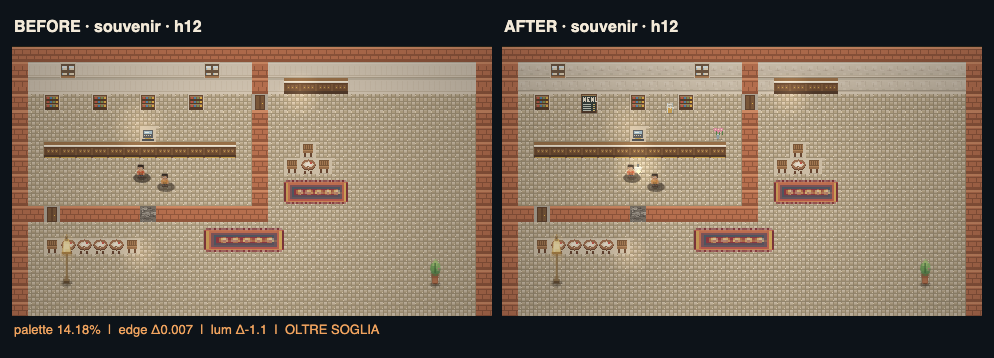 BEFORE · souvenir · h12
AFTER · souvenir · h12
MENU
palette 14.18% | edge Δ0.007 | lum Δ-1.1 | OLTRE SOGLIA